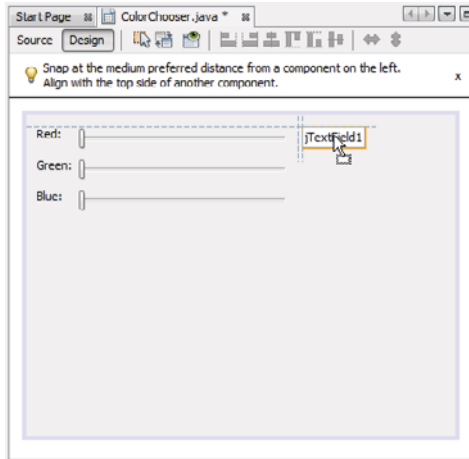 Start Page ColorChooser.java *
Source Design
Snap at the medium preferred distance from a component on the left.
Align with the top side of another component.
x
Red: jTextField1
Green:
Blue: